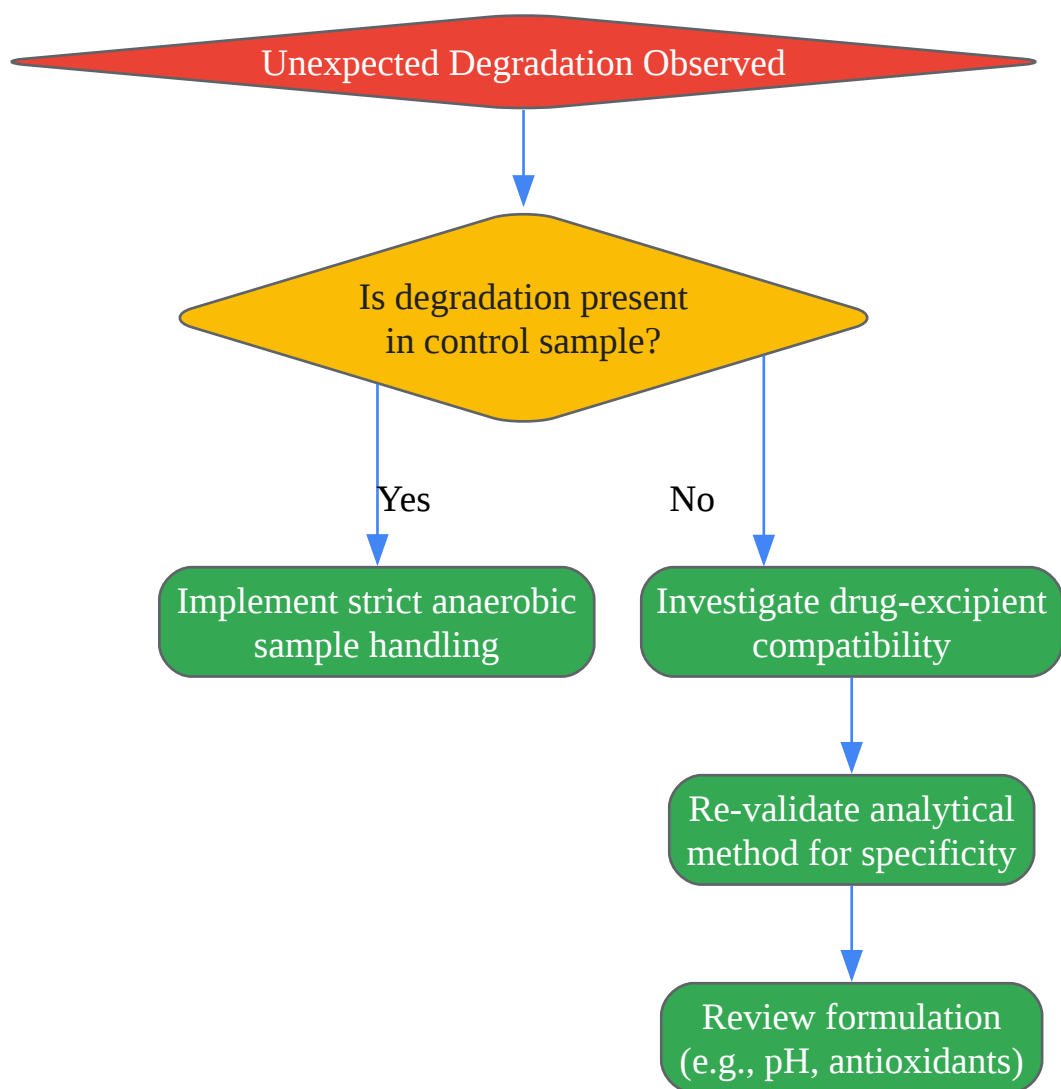 Unexpected Degradation Observed
Is degradation present
in control sample?
Yes
No
Implement strict anaerobic
sample handling
Investigate drug-excipient
compatibility
Re-validate analytical
method for specificity
Review formulation
(e.g., pH, antioxidants)